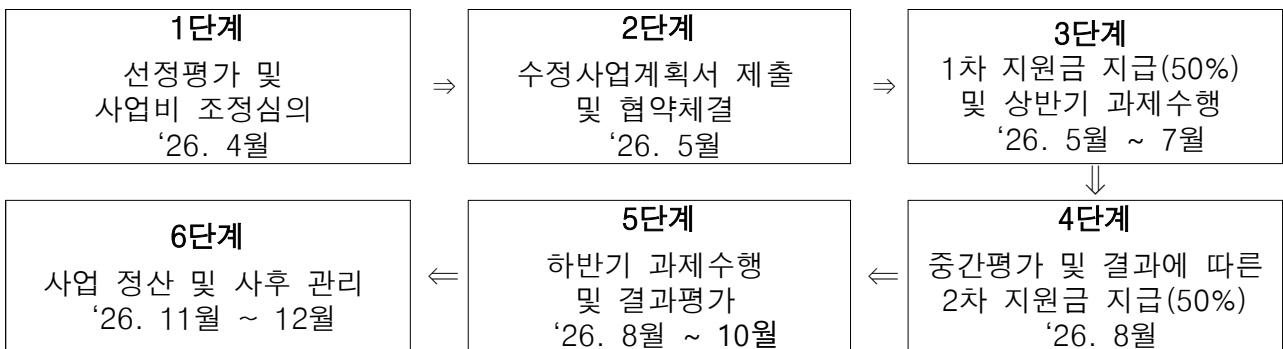 1단계
선정평가 및
사업비 조정심의
‘26. 4월
⇒
2단계
수정사업계획서 제출
및 협약체결
‘26. 5월
⇒
3단계
1차 지원금 지급(50%)
및 상반기 과제수행
‘26. 5월 ~ 7월
⇓
4단계
중간평가 및 결과에 따른
2차 지원금 지급(50%)
‘26. 8월
⇐
5단계
하반기 과제수행
및 결과평가
‘26. 8월 ~ 10월
⇐
6단계
사업 정산 및 사후 관리
‘26. 11월 ~ 12월